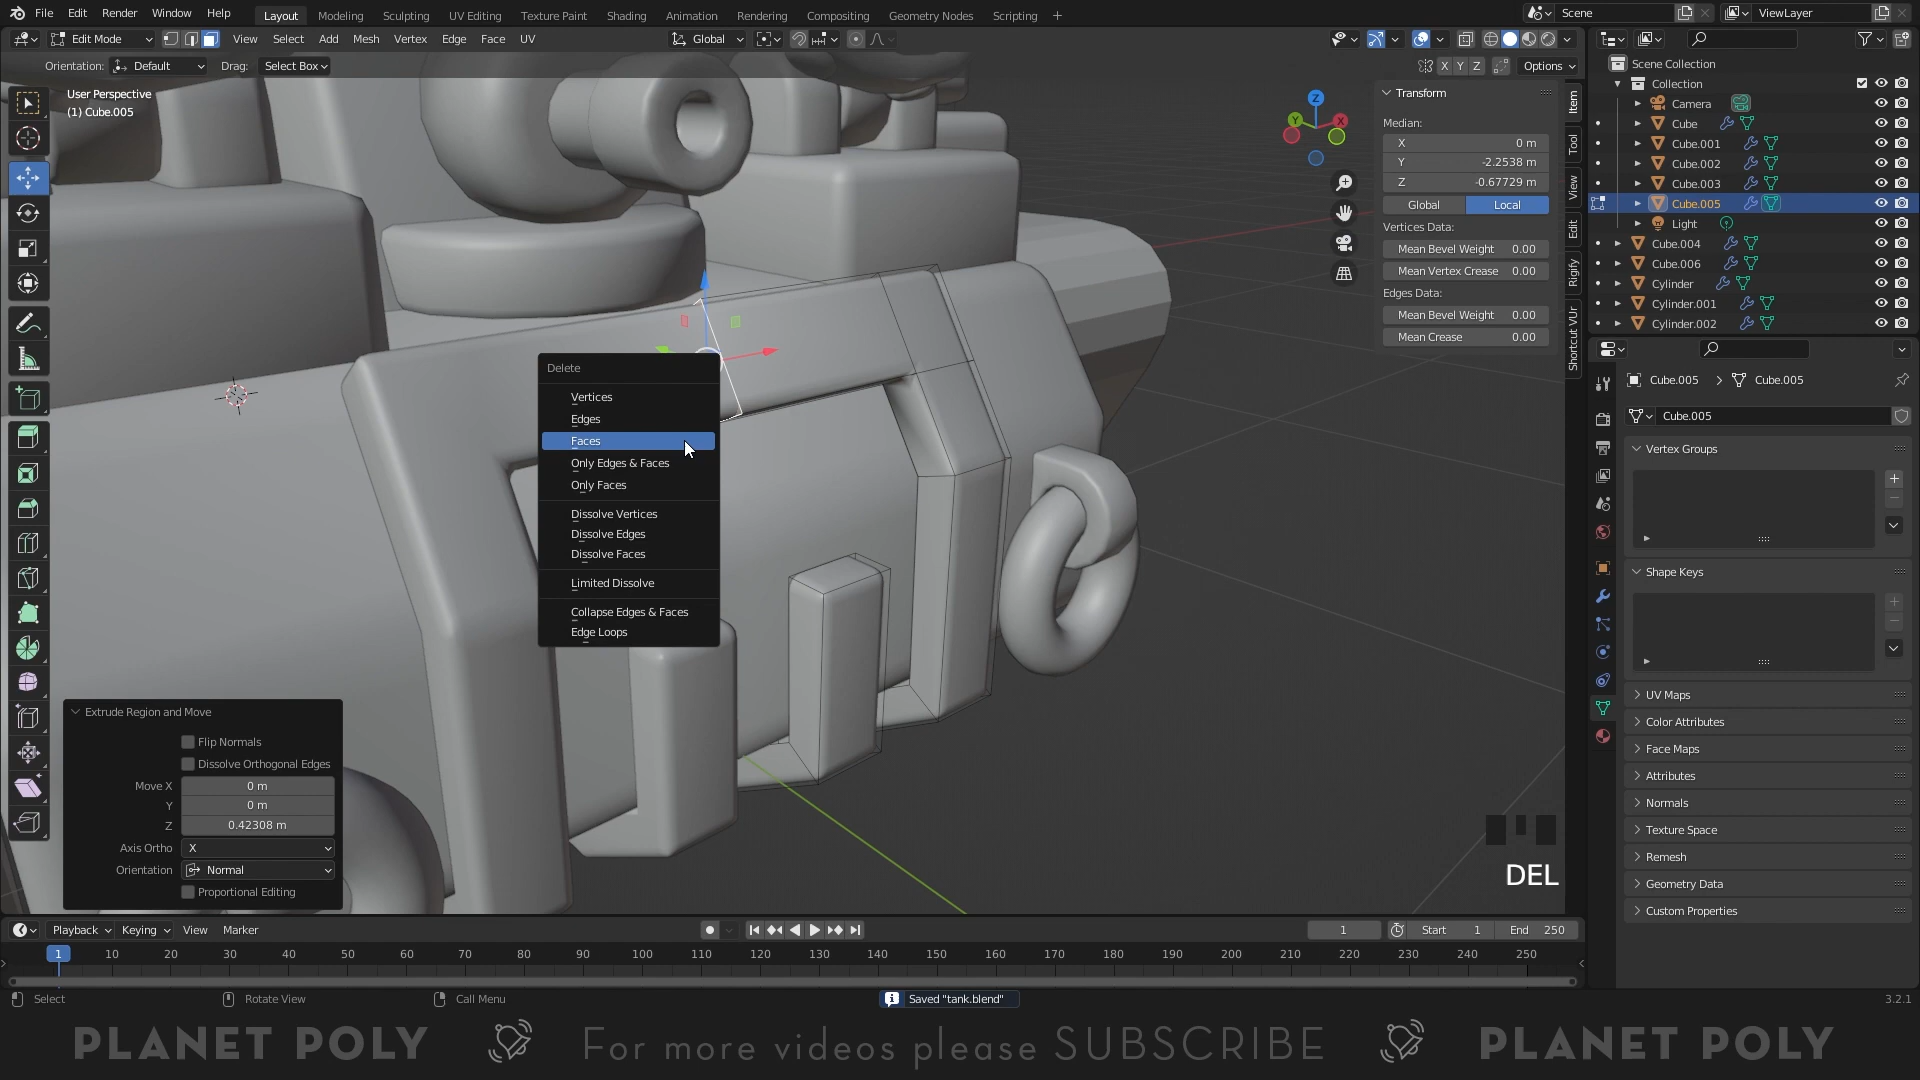 File Edit Render Window Help Layout Modeling Sculpting UV Editing Texture Paint Shading Animation Rendering Compositing Geometry Nodes Scripting + Scene ViewLayer
Edit Mode View Select Add Mesh Vertex Edge Face UV Global
Orientation: Default Drag: Select Box X Y Z Options
User Perspective
(1) Cube.005
Z
Y
X
Transform
Median:
X 0 m
Y -2.2538 m
Z -0.67729 m
Global Local
Vertices Data:
Mean Bevel Weight 0.00
Mean Vertex Crease 0.00
Edges Data:
Mean Bevel Weight 0.00
Mean Crease 0.00
Item
Tool
View
Edit
Rigify
Shortcut VUr
Scene Collection
Collection
Camera
Cube
Cube.001
Cube.002
Cube.003
Cube.005
Light
Cube.004
Cube.006
Cylinder
Cylinder.001
Cylinder.002
Cube.005 > Cube.005
Cube.005
Vertex Groups
Shape Keys
UV Maps
Color Attributes
Face Maps
Attributes
Normals
Texture Space
Remesh
Geometry Data
Custom Properties
Delete
Vertices
Edges
Faces
Only Edges & Faces
Only Faces
Dissolve Vertices
Dissolve Edges
Dissolve Faces
Limited Dissolve
Collapse Edges & Faces
Edge Loops
Extrude Region and Move
Flip Normals
Dissolve Orthogonal Edges
Move X 0 m
Y 0 m
Z 0.42308 m
Axis Ortho X
Orientation Normal
Proportional Editing
DEL
Playback Keying View Marker 1 Start 1 End 250
1 10 20 30 40 50 60 70 80 90 100 110 120 130 140 150 160 170 180 190 200 210 220 230 240 250
Select Rotate View Call Menu Saved "tank.blend" 3.2.1
PLANET POLY For more videos please SUBSCRIBE PLANET POLY